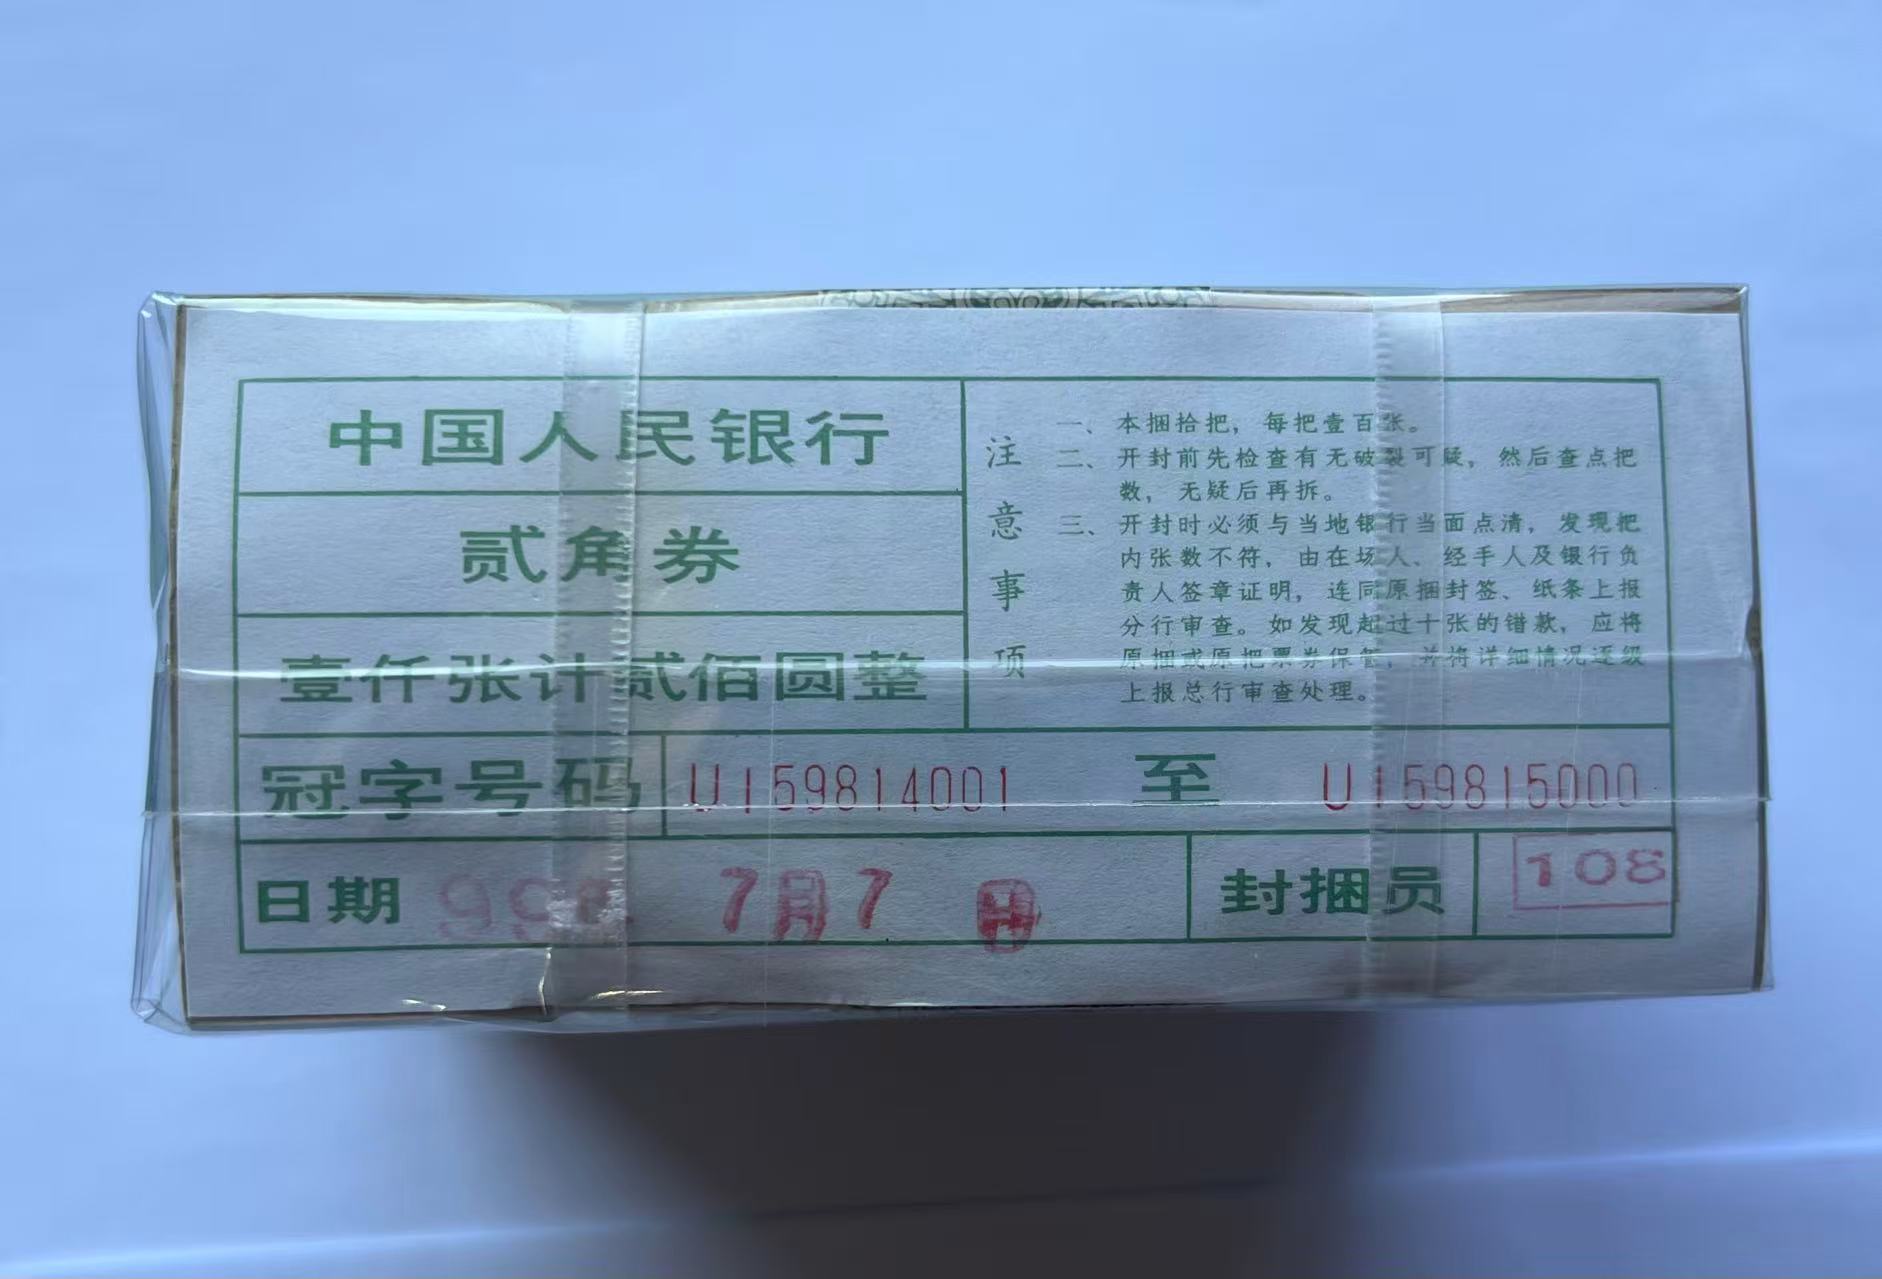 中国人民银行
贰角券
壹仟张计贰佰圆整
注意事项
一、本捆拾把，每把壹百张。
二、开封前先检查有无破裂可疑，然后查点把
数，无疑后再拆。
三、开封时必须与当地银行当面点清，发现把
内张数不符，由在场人、经手人及银行负
责人签章证明，连同原捆封签、纸条上报
分行审查。如发现超过十张的错款，应将
原捆或原把票券保管，并将详细情况逐级
上报总行审查处理。
冠字号码 U159814001 至 U159815000
日期 7月7日 封捆员 108